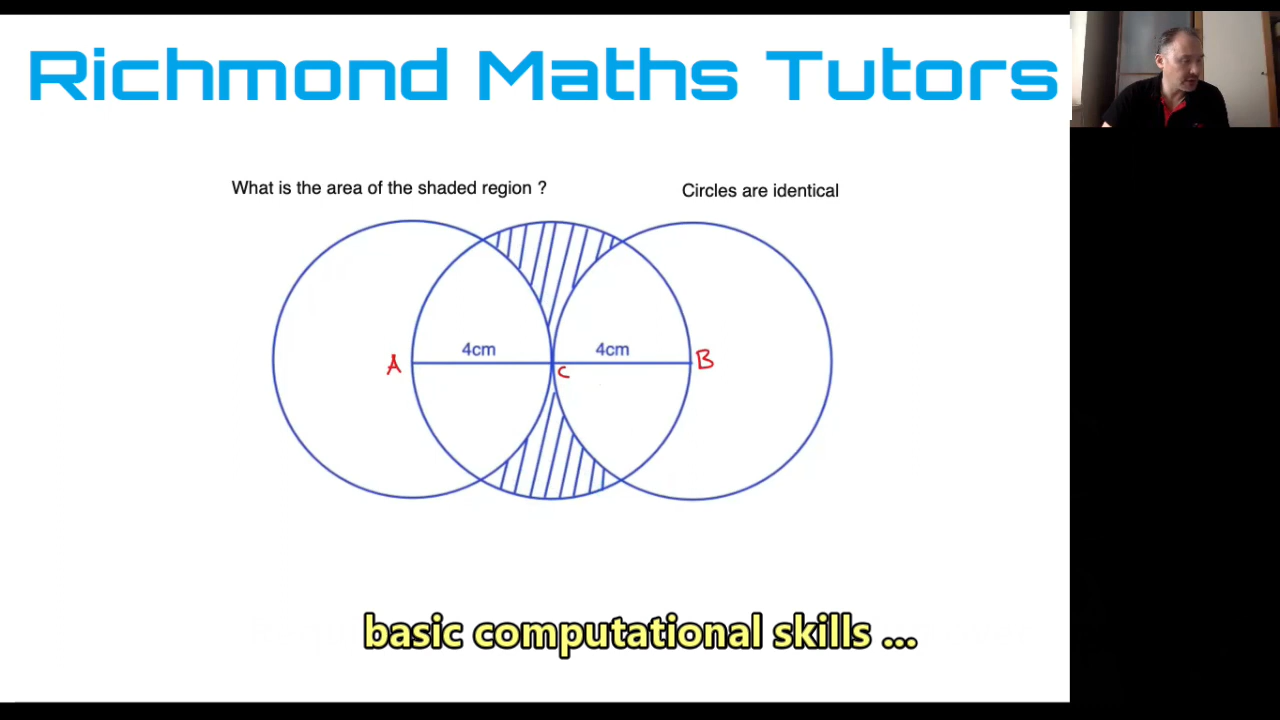 Richmond Maths Tutors
What is the area of the shaded region ?
Circles are identical
4cm
4cm
A
C
B
basic computational skills ...